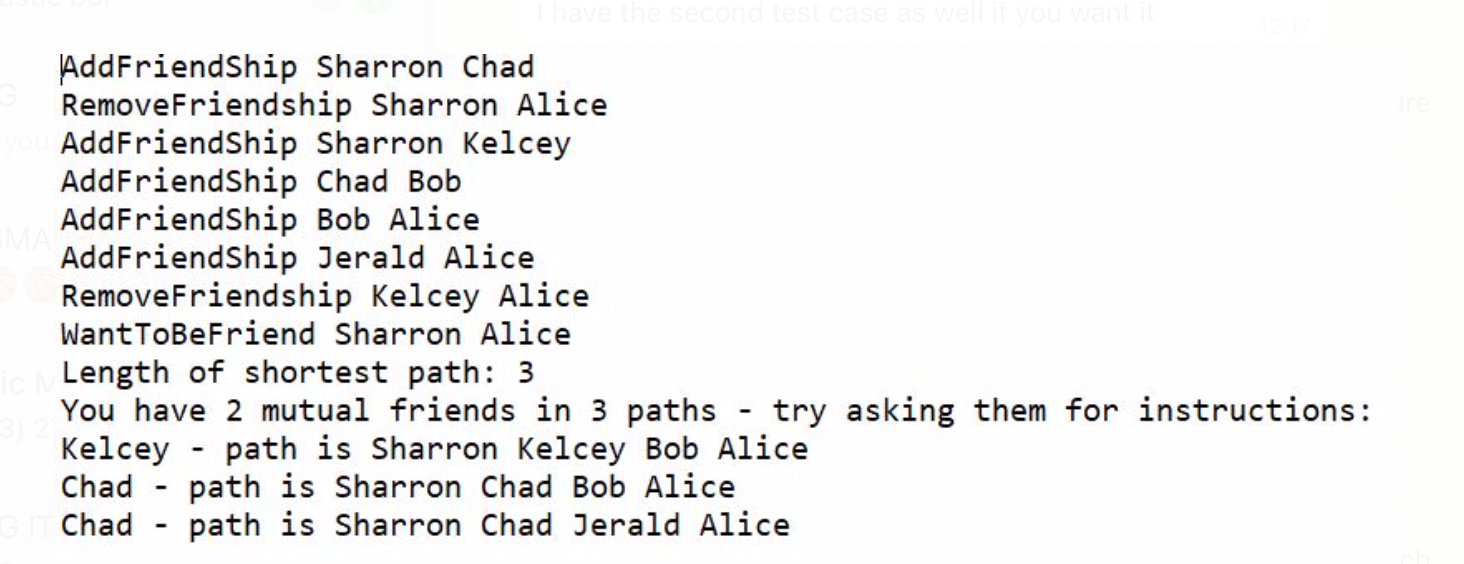 I have the second test case as well if you want it
12:17
AddFriendShip Sharron Chad
RemoveFriendship Sharron Alice
AddFriendShip Sharron Kelcey
AddFriendShip Chad Bob
AddFriendShip Bob Alice
AddFriendShip Jerald Alice
RemoveFriendship Kelcey Alice
WantToBeFriend Sharron Alice
Length of shortest path: 3
You have 2 mutual friends in 3 paths - try asking them for instructions:
Kelcey - path is Sharron Kelcey Bob Alice
Chad - path is Sharron Chad Bob Alice
Chad - path is Sharron Chad Jerald Alice